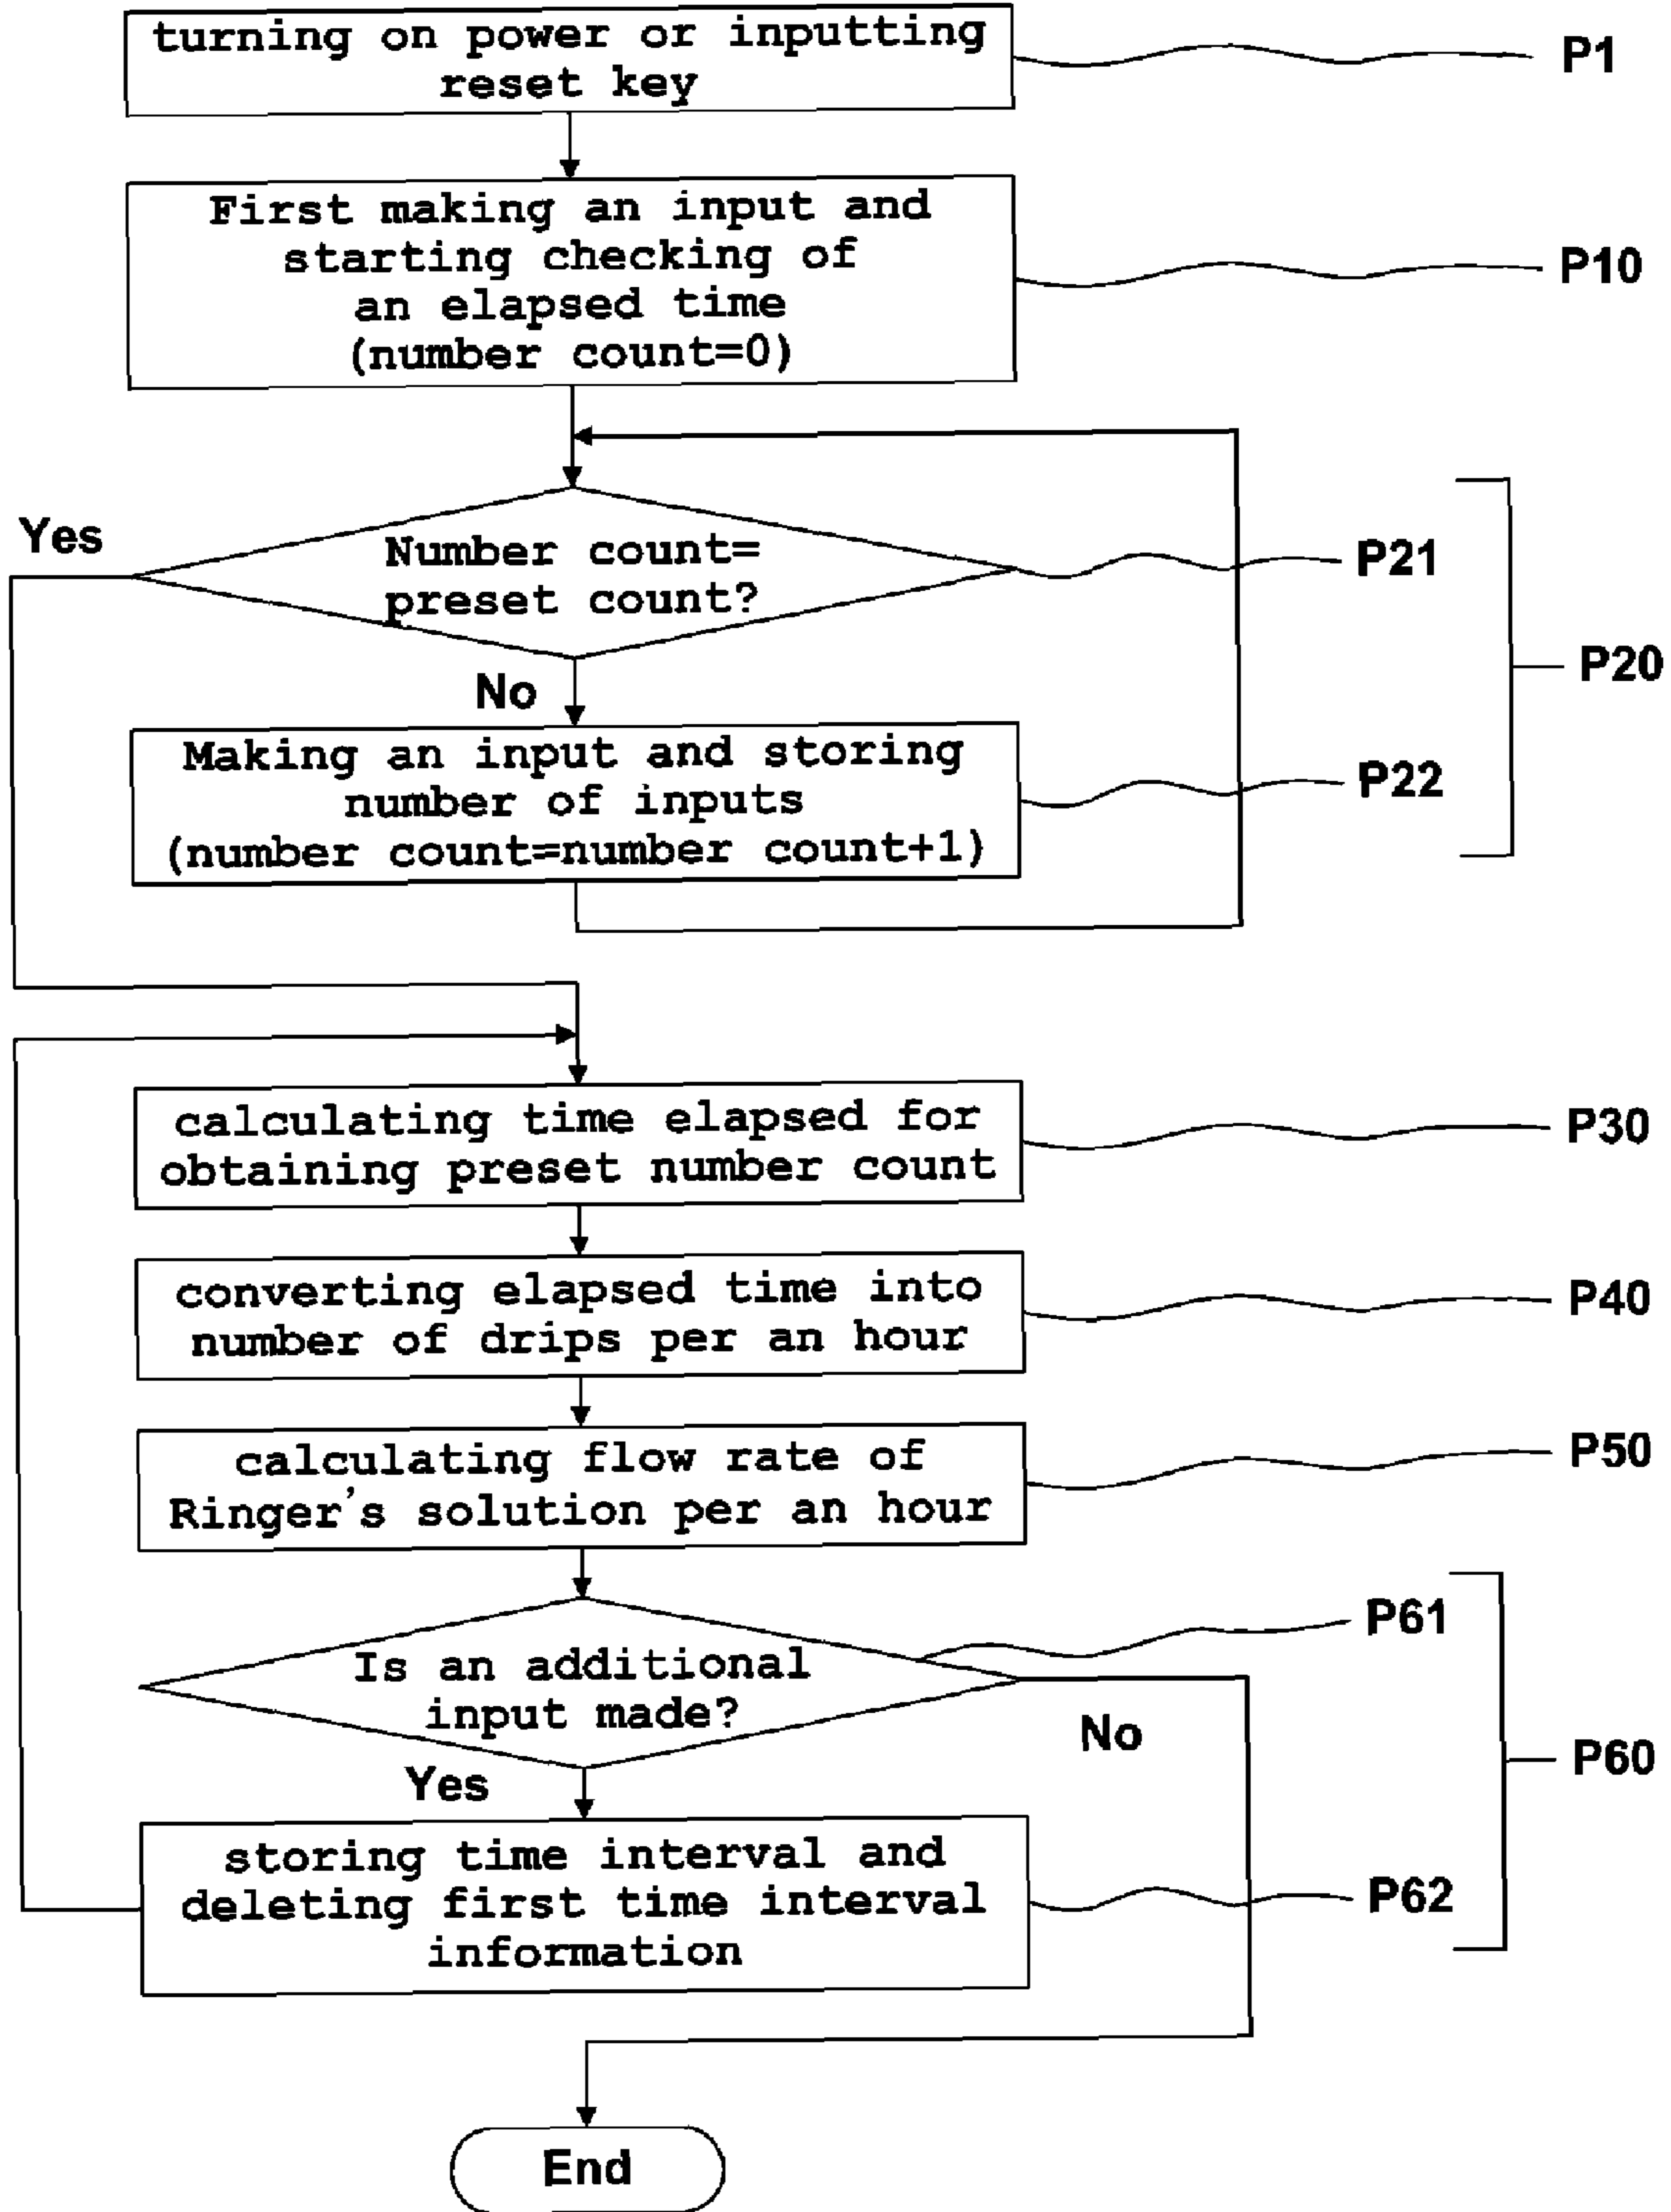 turning on power or inputting
reset key
P1
First making an input and
starting checking of
an elapsed time
(number count=0)
P10
Yes
Number count=
preset count?
P21
No
P20
Making an input and storing
number of inputs
(number count=number count+1)
P22
calculating time elapsed for
obtaining preset number count
P30
converting elapsed time into
number of drips per an hour
P40
calculating flow rate of
Ringer's solution per an hour
P50
P61
Is an additional
input made?
No
Yes
P60
storing time interval and
deleting first time interval
information
P62
End